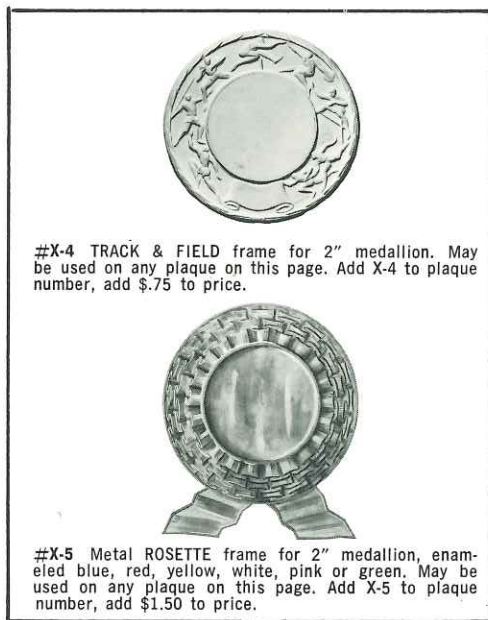 #X-4 TRACK & FIELD frame for 2" medallion. May
be used on any plaque on this page. Add X-4 to plaque
number, add $.75 to price.
#X-5 Metal ROSETTE frame for 2" medallion, enam-
eled blue, red, yellow, white, pink or green. May be
used on any plaque on this page. Add X-5 to plaque
number, add $1.50 to price.